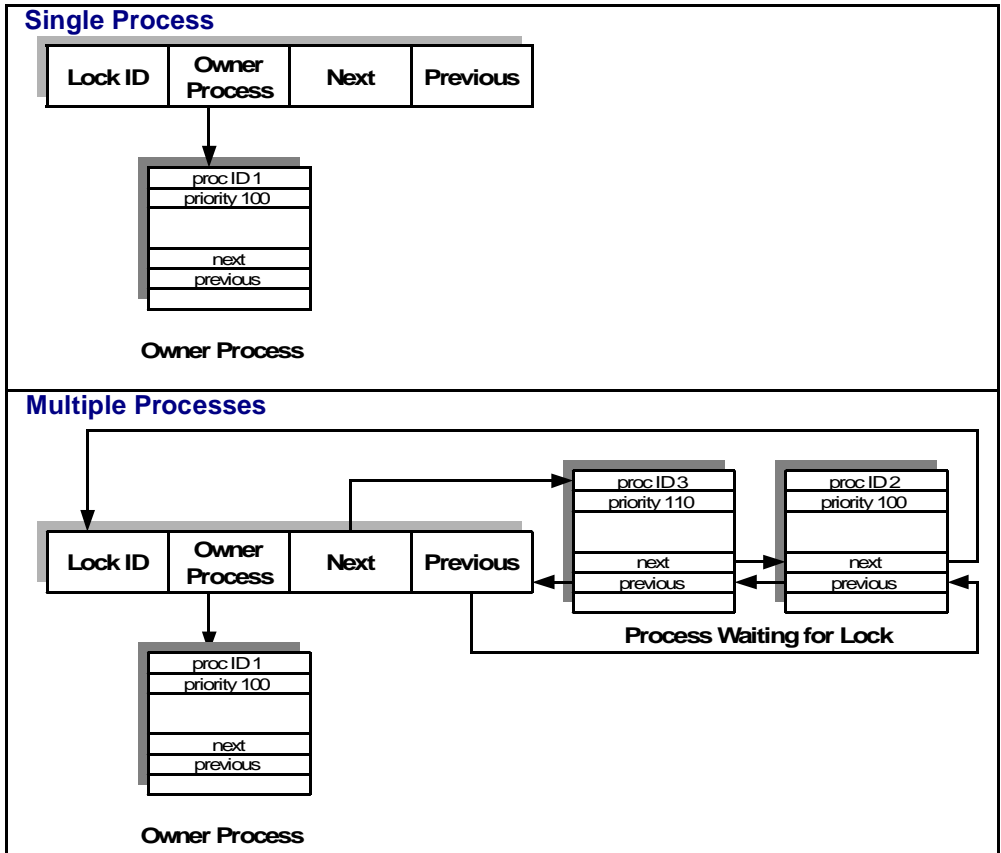 Single Process
Lock ID
Owner
Process
Next
Previous
proc ID 1
priority 100
next
previous
Owner Process
Multiple Processes
proc ID 3
priority 110
next
previous
proc ID 2
priority 100
next
previous
Lock ID
Owner
Process
Next
Previous
Process Waiting for Lock
proc ID 1
priority 100
next
previous
Owner Process